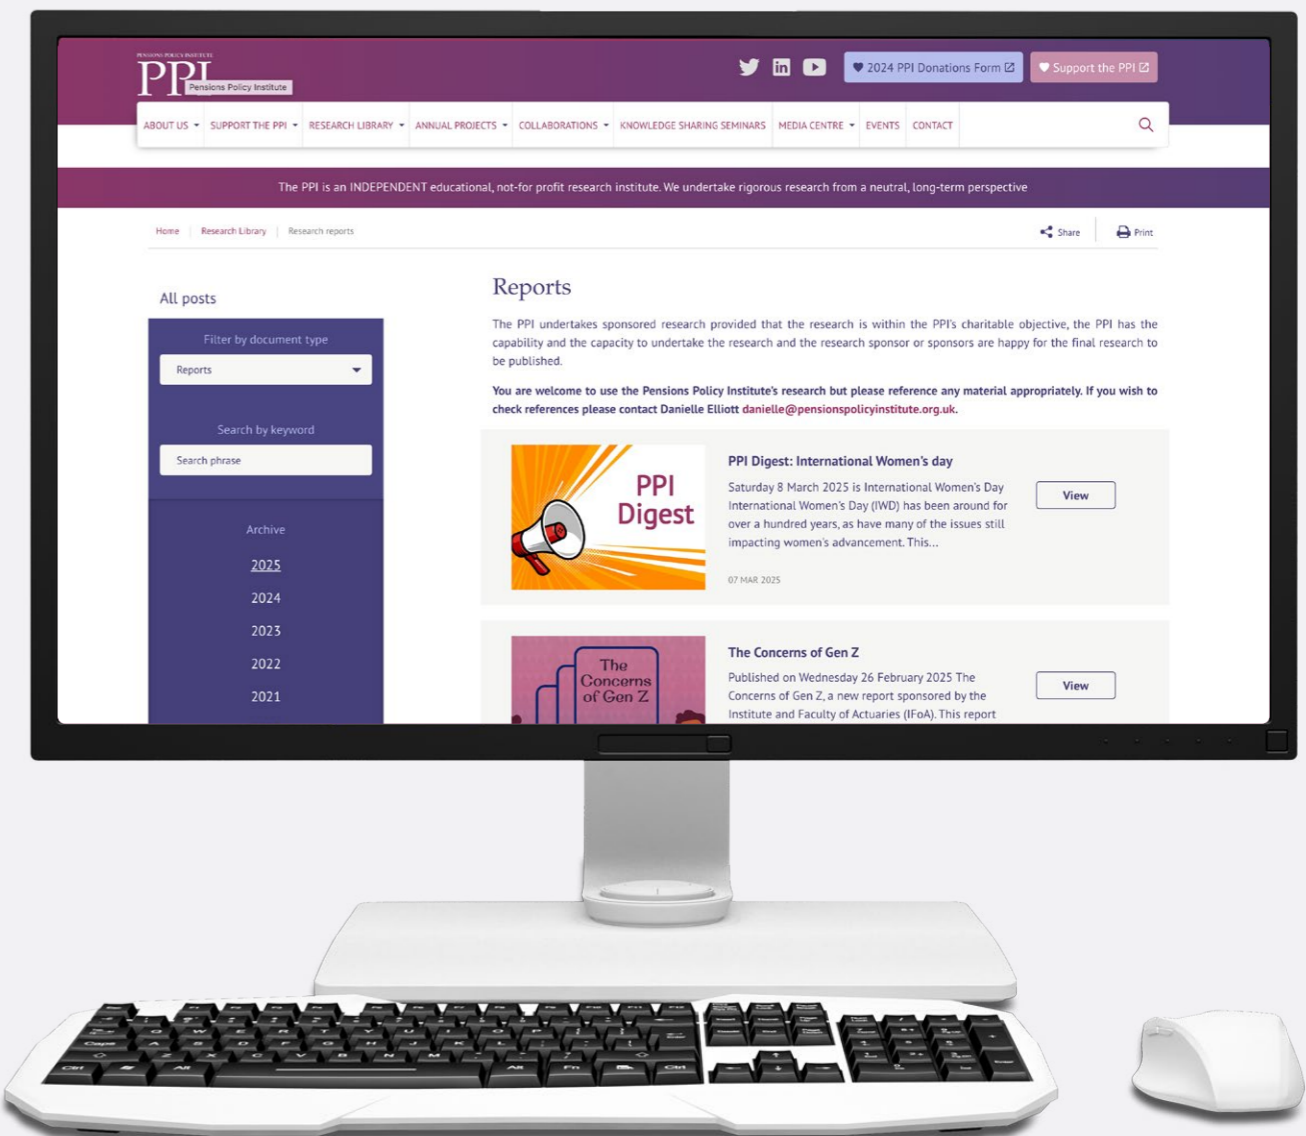 PENSIONS POLICY INSTITUTE
PPI
Pensions Policy Institute
2024 PPI Donations Form
Support the PPI
ABOUT US
SUPPORT THE PPI
RESEARCH LIBRARY
ANNUAL PROJECTS
COLLABORATIONS
KNOWLEDGE SHARING SEMINARS
MEDIA CENTRE
EVENTS
CONTACT
The PPI is an INDEPENDENT educational, not-for profit research institute. We undertake rigorous research from a neutral, long-term perspective
Home
Research Library
Research reports
Share
Print
All posts
Filter by document type
Reports
Search by keyword
Search phrase
Archive
2025
2024
2023
2022
2021
Reports
The PPI undertakes sponsored research provided that the research is within the PPI's charitable objective, the PPI has the
capability and the capacity to undertake the research and the research sponsor or sponsors are happy for the final research to
be published.
You are welcome to use the Pensions Policy Institute's research but please reference any material appropriately. If you wish to
check references please contact Danielle Elliott danielle@pensionspolicyinstitute.org.uk.
PPI
Digest
PPI Digest: International Women's day
Saturday 8 March 2025 is International Women's Day
International Women's Day (IWD) has been around for
over a hundred years, as have many of the issues still
impacting women's advancement. This...
07 MAR 2025
View
The
Concerns
of Gen Z
The Concerns of Gen Z
Published on Wednesday 26 February 2025 The
Concerns of Gen Z, a new report sponsored by the
Institute and Faculty of Actuaries (IFoA). This report
View